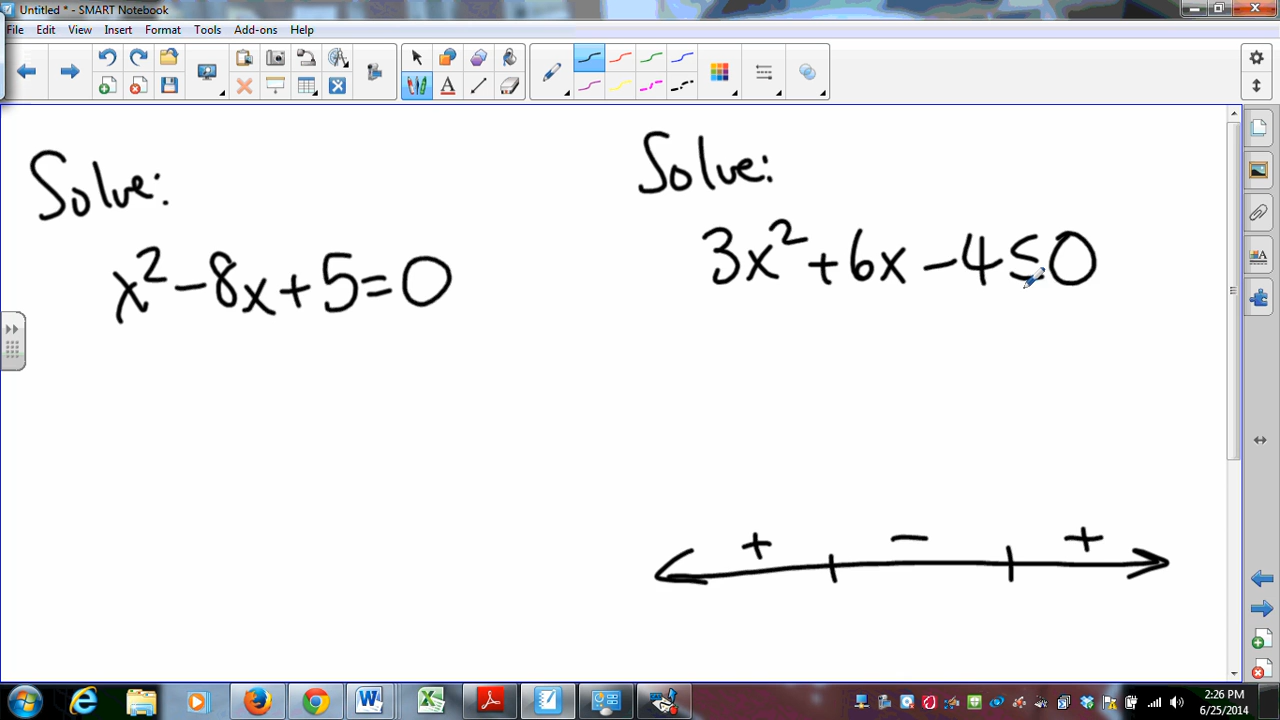 Untitled * - SMART Notebook
File Edit View Insert Format Tools Add-ons Help
Solve:
x² - 8x + 5 = 0
Solve:
3x² + 6x - 4 ≤ 0
+ - +
2:26 PM
6/25/2014